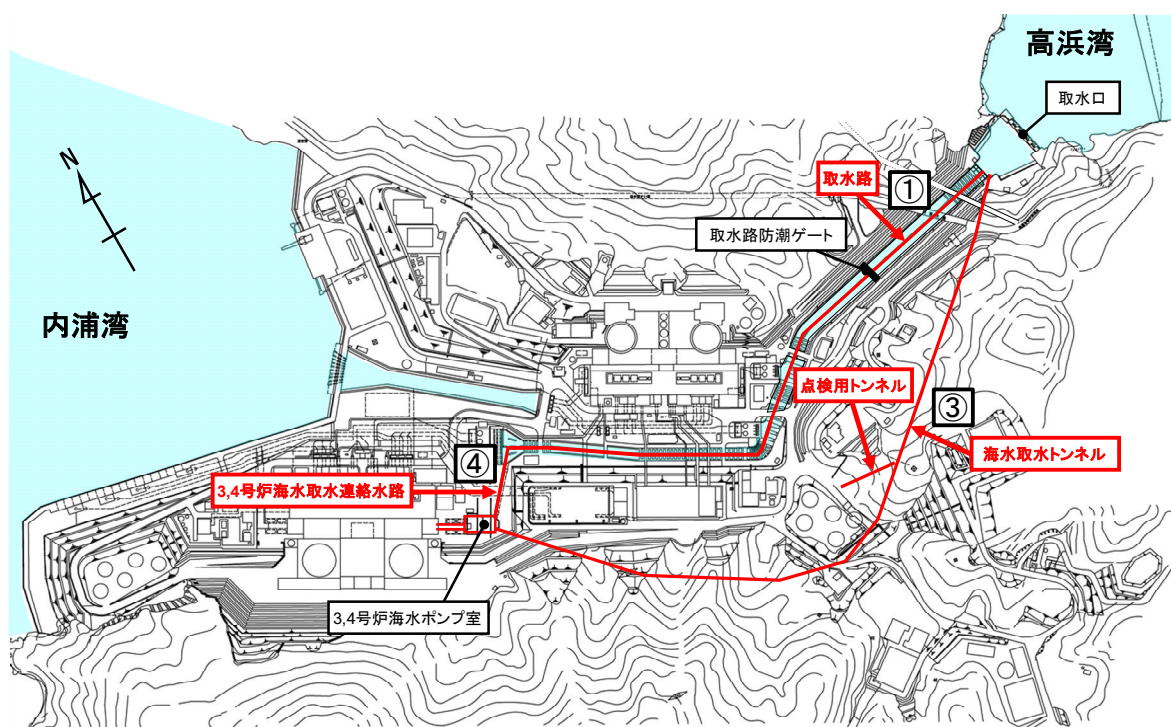 高浜湾
取水口
N
取水路
①
取水路防潮ゲート
内浦湾
点検用トンネル
③
海水取水トンネル
④
3,4号炉海水取水連絡水路
3,4号炉海水ポンプ室